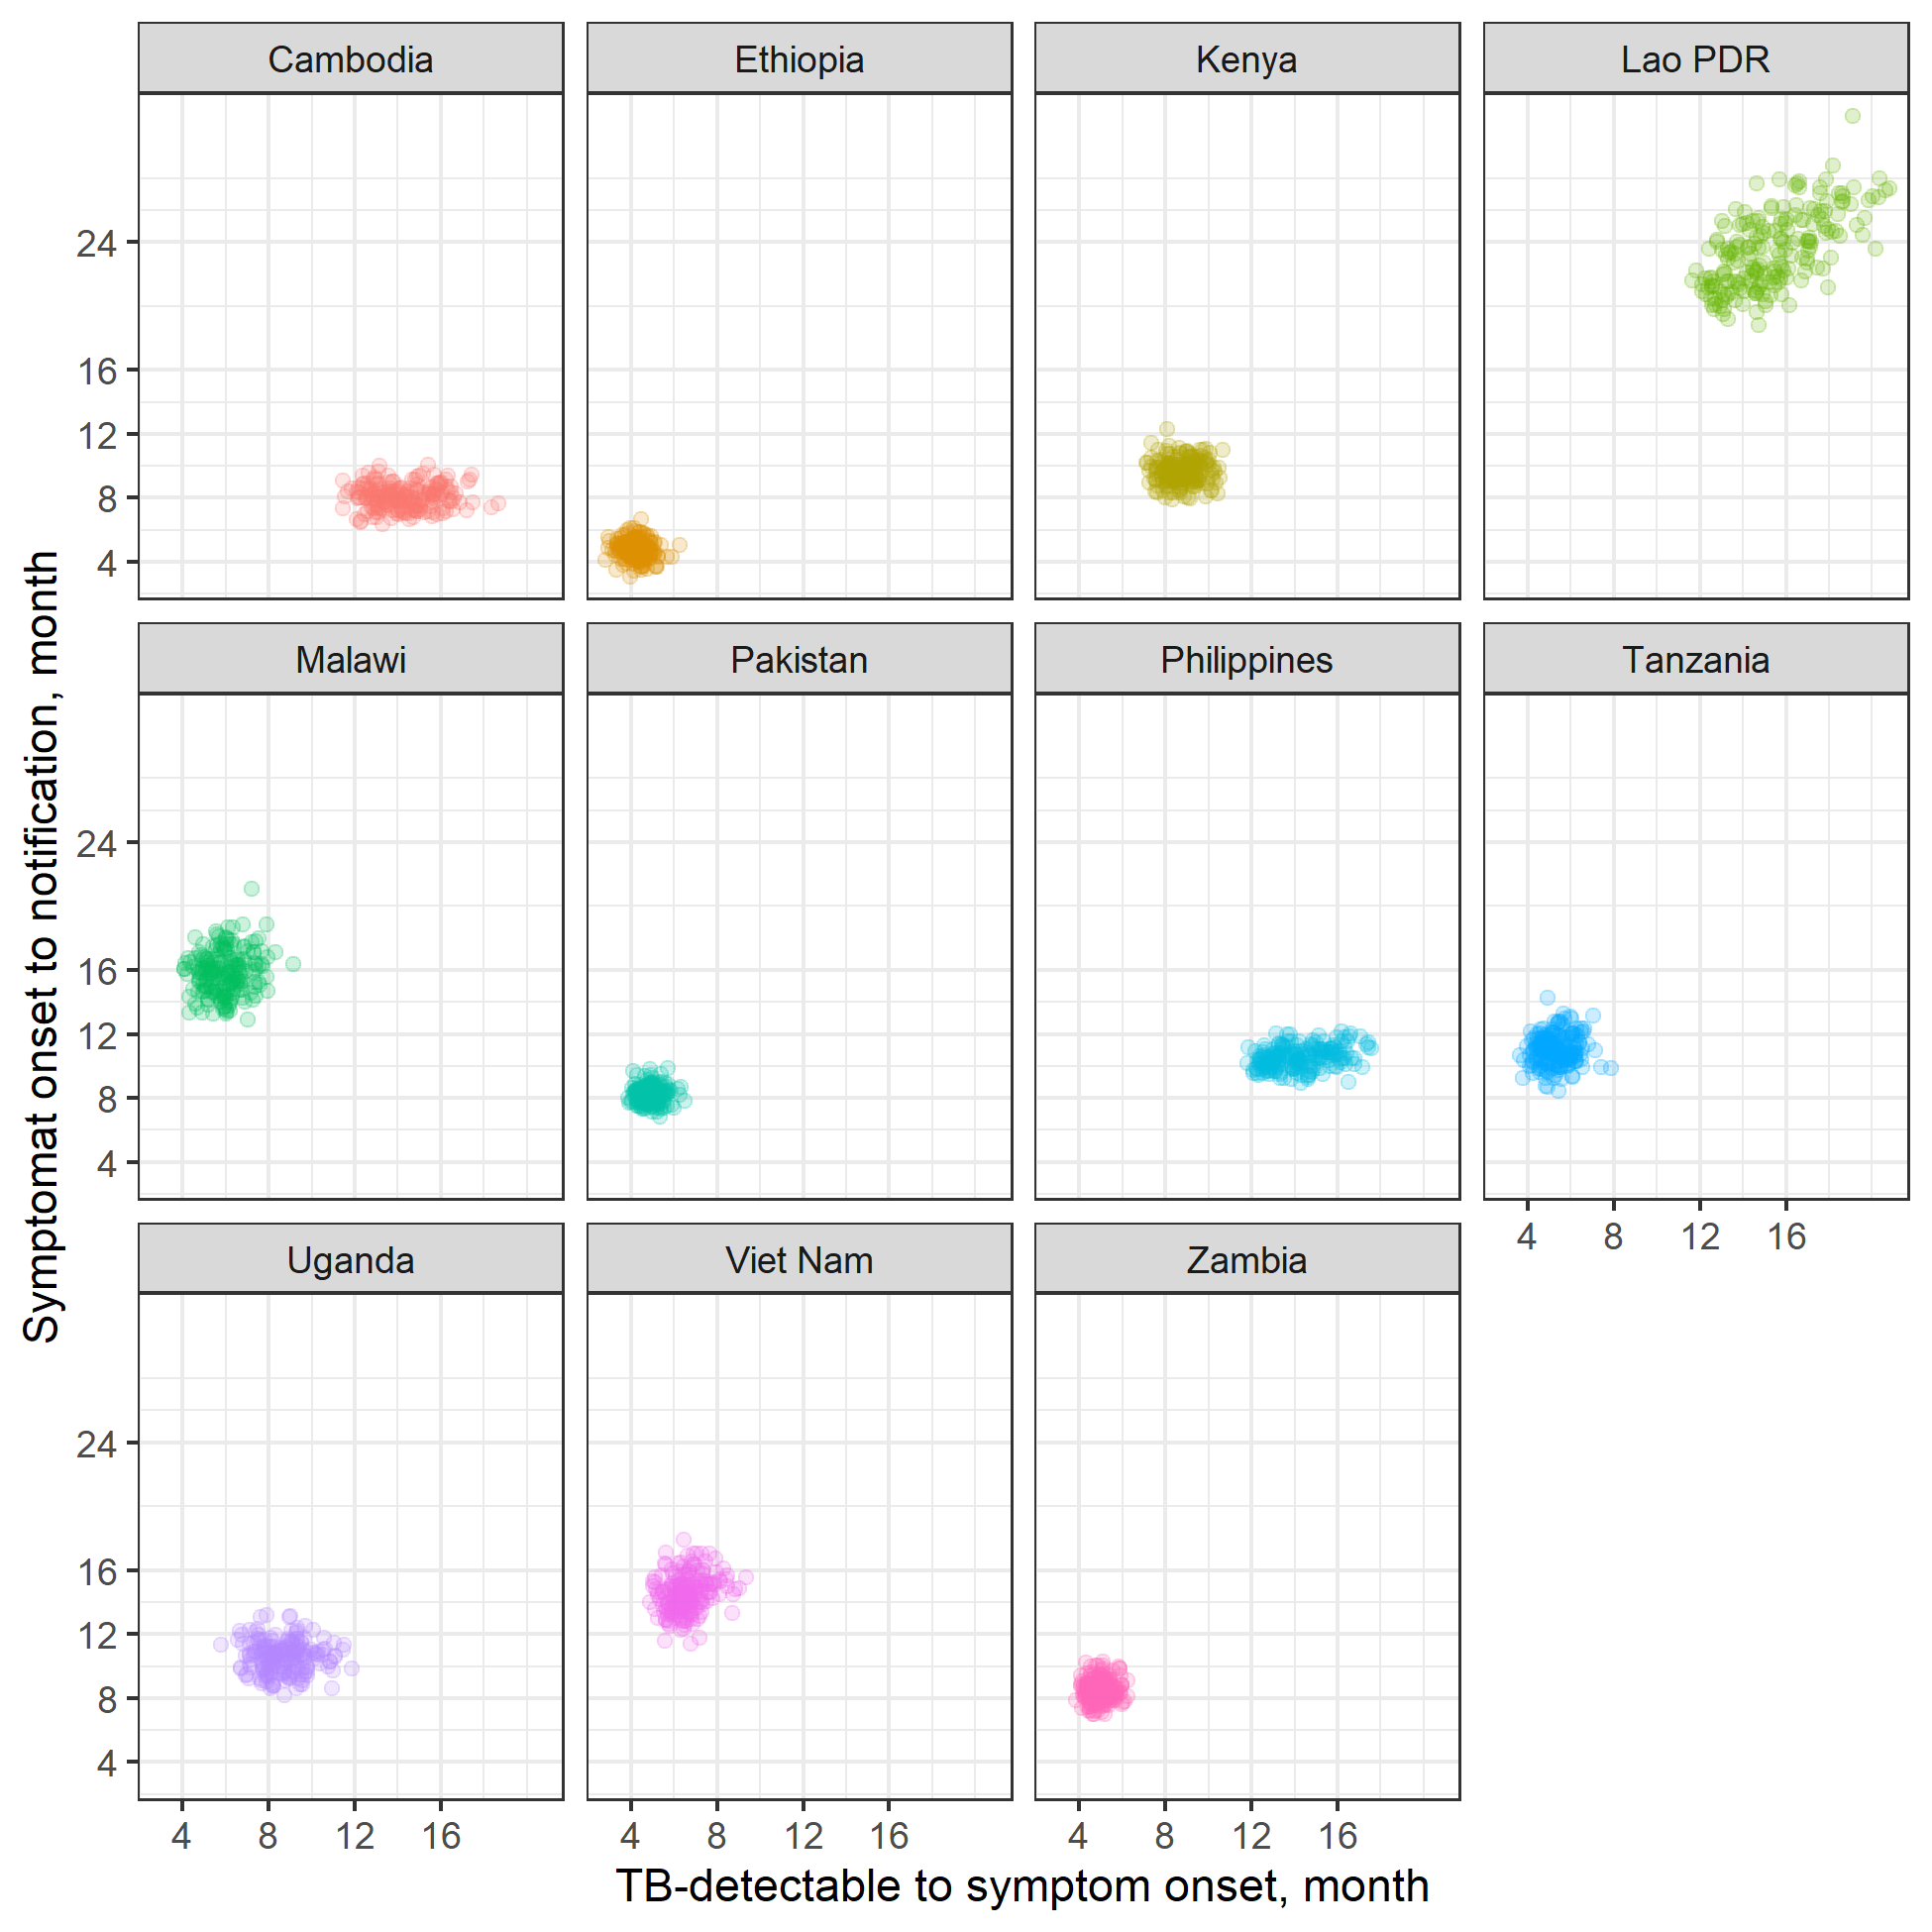 Cambodia
Ethiopia
Kenya
Lao PDR
24
16
12
8
4
Malawi
Pakistan
Philippines
Tanzania
24
16
12
8
4
4 8 12 16
Uganda
Viet Nam
Zambia
24
16
12
8
4
4 8 12 16
4 8 12 16
4 8 12 16
TB-detectable to symptom onset, month
Symptomat onset to notification, month